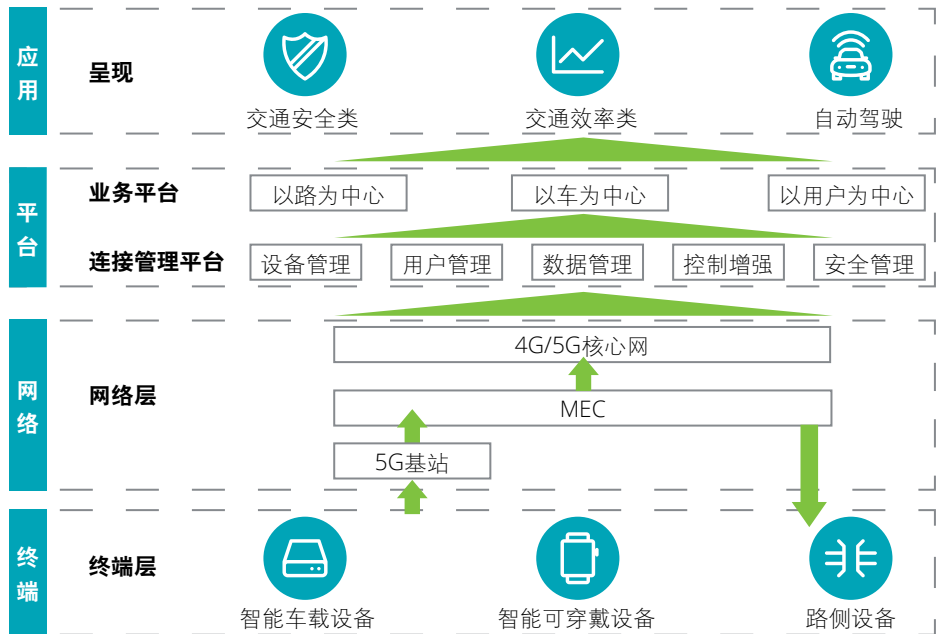 应用
呈现
交通安全类
交通效率类
自动驾驶
平台
业务平台
以路为中心
以车为中心
以用户为中心
连接管理平台
设备管理
用户管理
数据管理
控制增强
安全管理
网络
网络层
4G/5G核心网
MEC
5G基站
终端
终端层
智能车载设备
智能可穿戴设备
路侧设备